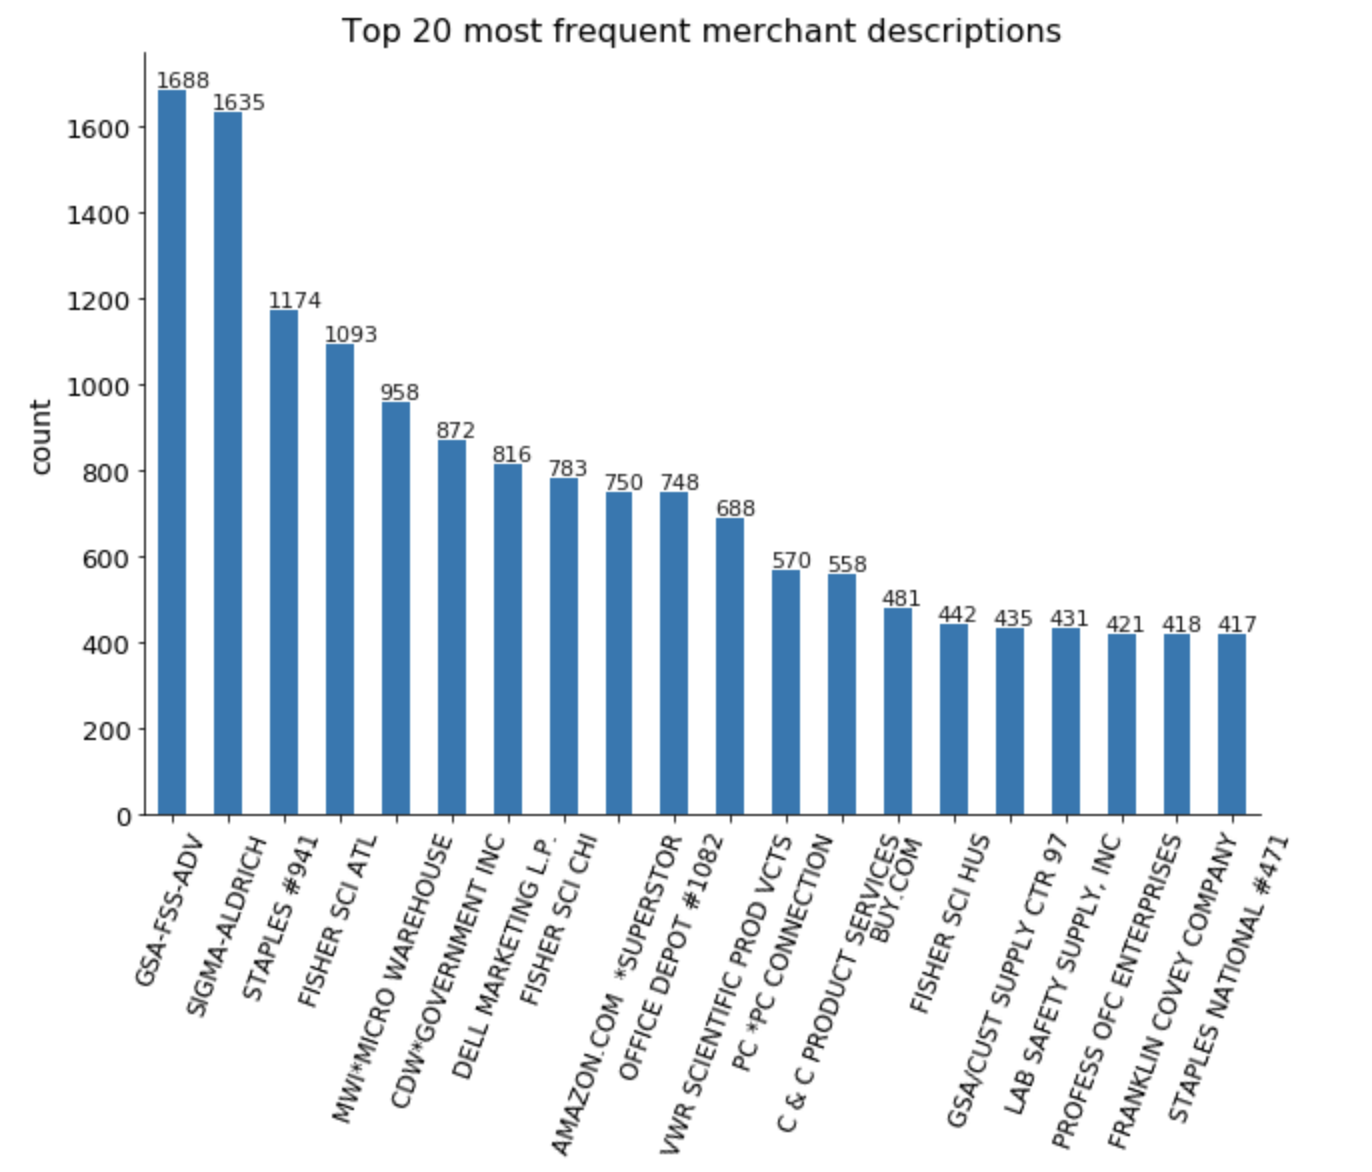 Top 20 most frequent merchant descriptions
count
1600
1400
1200
1000
800
600
400
200
0
1688
1635
1174
1093
958
872
816
783
750
748
688
570
558
481
442
435
431
421
418
417
GSA-FSS-ADV
SIGMA-ALDRICH
STAPLES #941
FISHER SCI ATL
MWI*MICRO WAREHOUSE
CDW*GOVERNMENT INC
DELL MARKETING L.P.
FISHER SCI CHI
AMAZON.COM  *SUPERSTOR
OFFICE DEPOT #1082
VWR SCIENTIFIC PROD VCTS
PC *PC CONNECTION
C & C PRODUCT SERVICES
BUY.COM
FISHER SCI HUS
GSA/CUST SUPPLY CTR 97
LAB SAFETY SUPPLY, INC
PROFESS OFC ENTERPRISES
FRANKLIN COVEY COMPANY
STAPLES NATIONAL #471